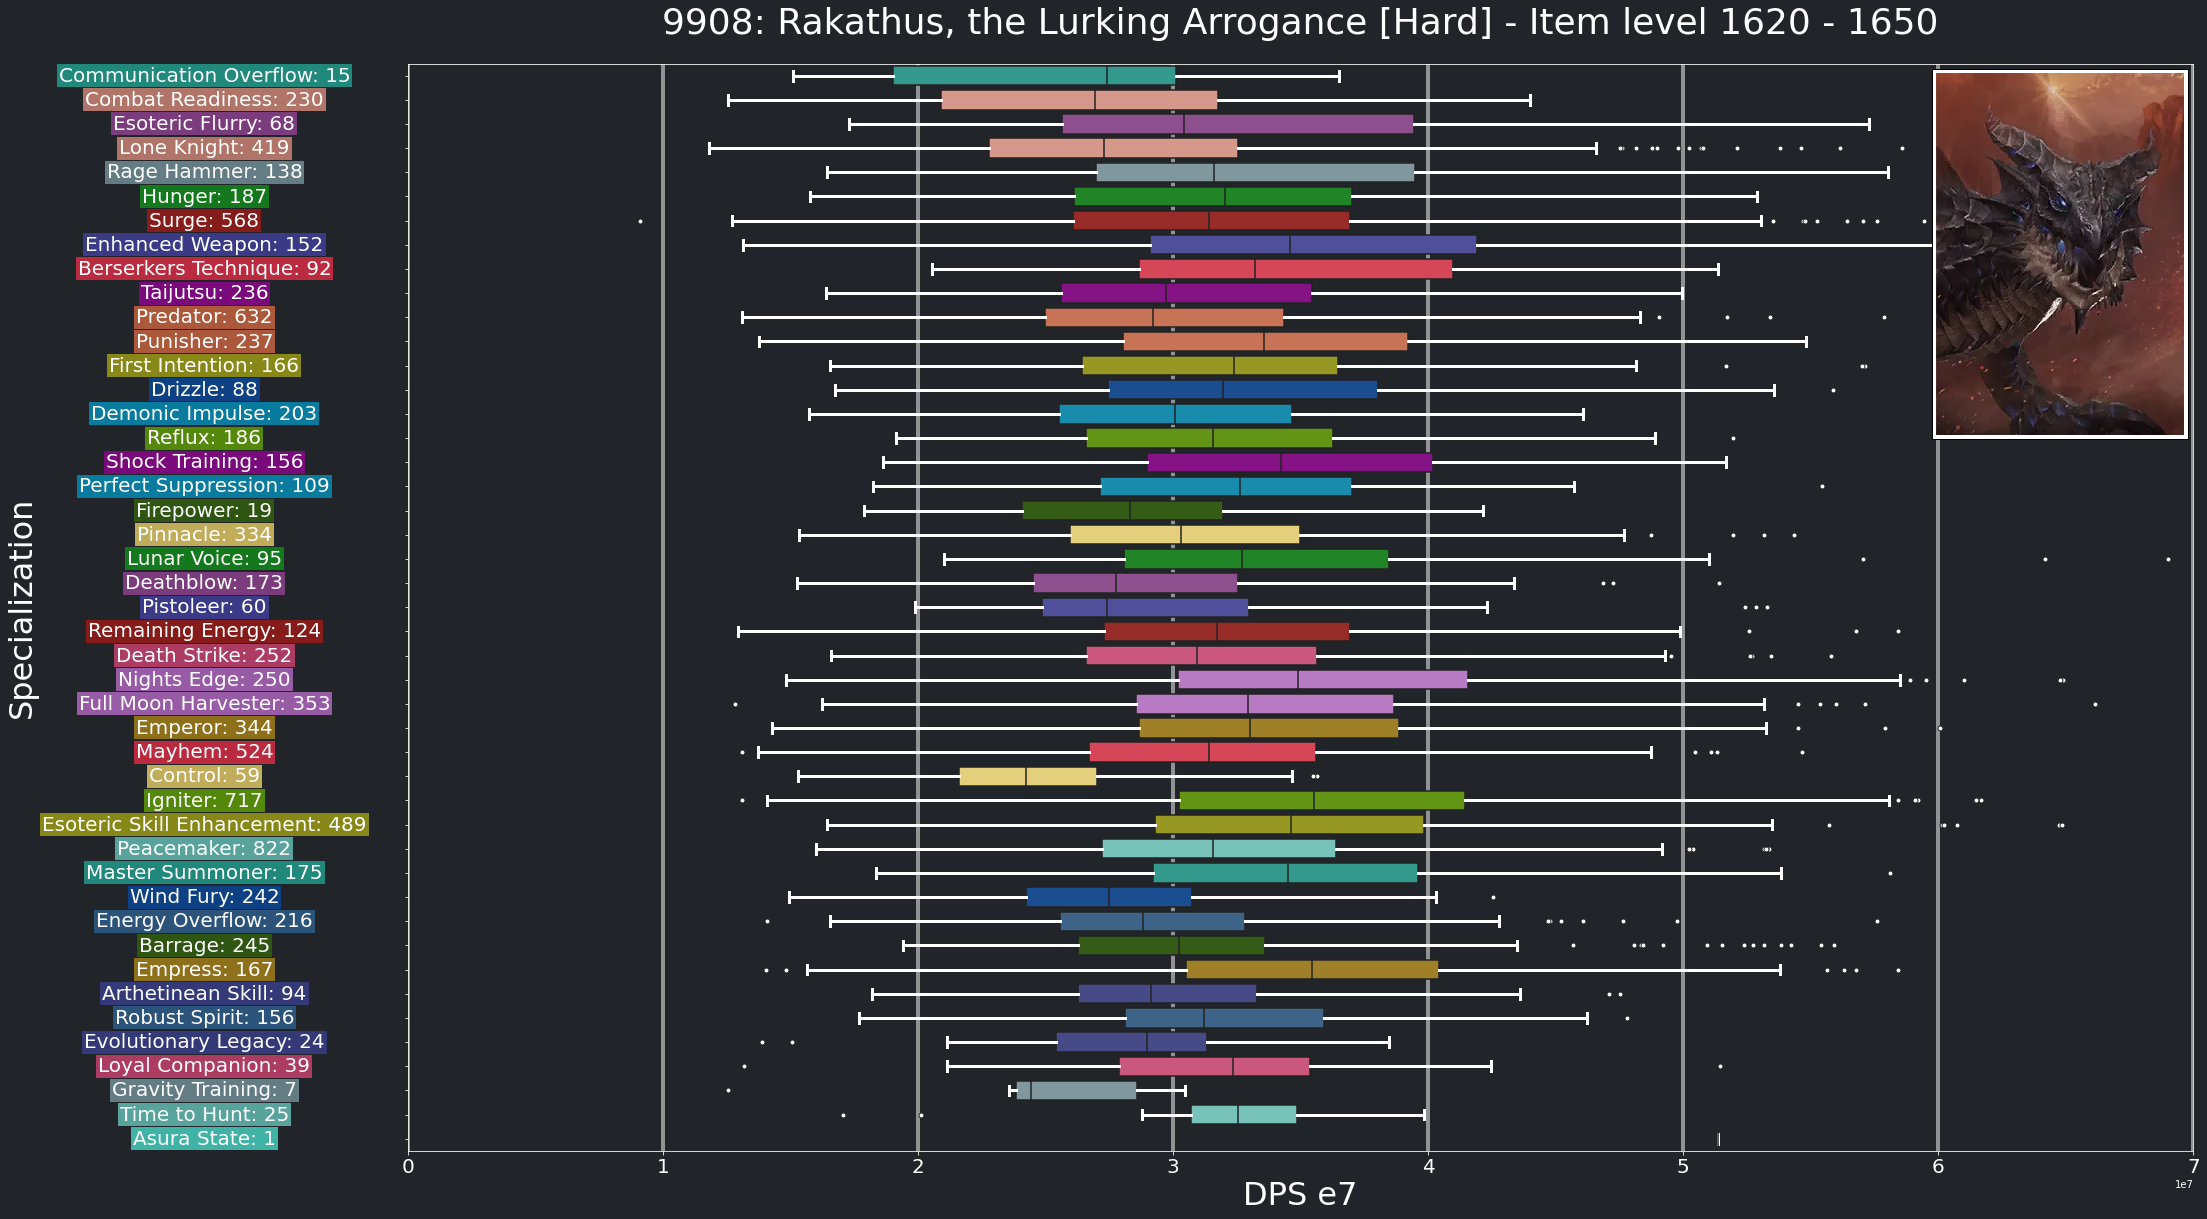 9908: Rakathus, the Lurking Arrogance [Hard] - Item level 1620 - 1650
Communication Overflow: 15
Combat Readiness: 230
Esoteric Flurry: 68
Lone Knight: 419
Rage Hammer: 138
Hunger: 187
Surge: 568
Enhanced Weapon: 152
Berserkers Technique: 92
Taijutsu: 236
Predator: 632
Punisher: 237
First Intention: 166
Drizzle: 88
Demonic Impulse: 203
Reflux: 186
Shock Training: 156
Perfect Suppression: 109
Firepower: 19
Pinnacle: 334
Lunar Voice: 95
Deathblow: 173
Pistoleer: 60
Remaining Energy: 124
Death Strike: 252
Nights Edge: 250
Full Moon Harvester: 353
Emperor: 344
Mayhem: 524
Control: 59
Igniter: 717
Esoteric Skill Enhancement: 489
Peacemaker: 822
Master Summoner: 175
Wind Fury: 242
Energy Overflow: 216
Barrage: 245
Empress: 167
Arthetinean Skill: 94
Robust Spirit: 156
Evolutionary Legacy: 24
Loyal Companion: 39
Gravity Training: 7
Time to Hunt: 25
Asura State: 1
Specialization
0 1 2 3 4 5 6 7
1e7
DPS e7